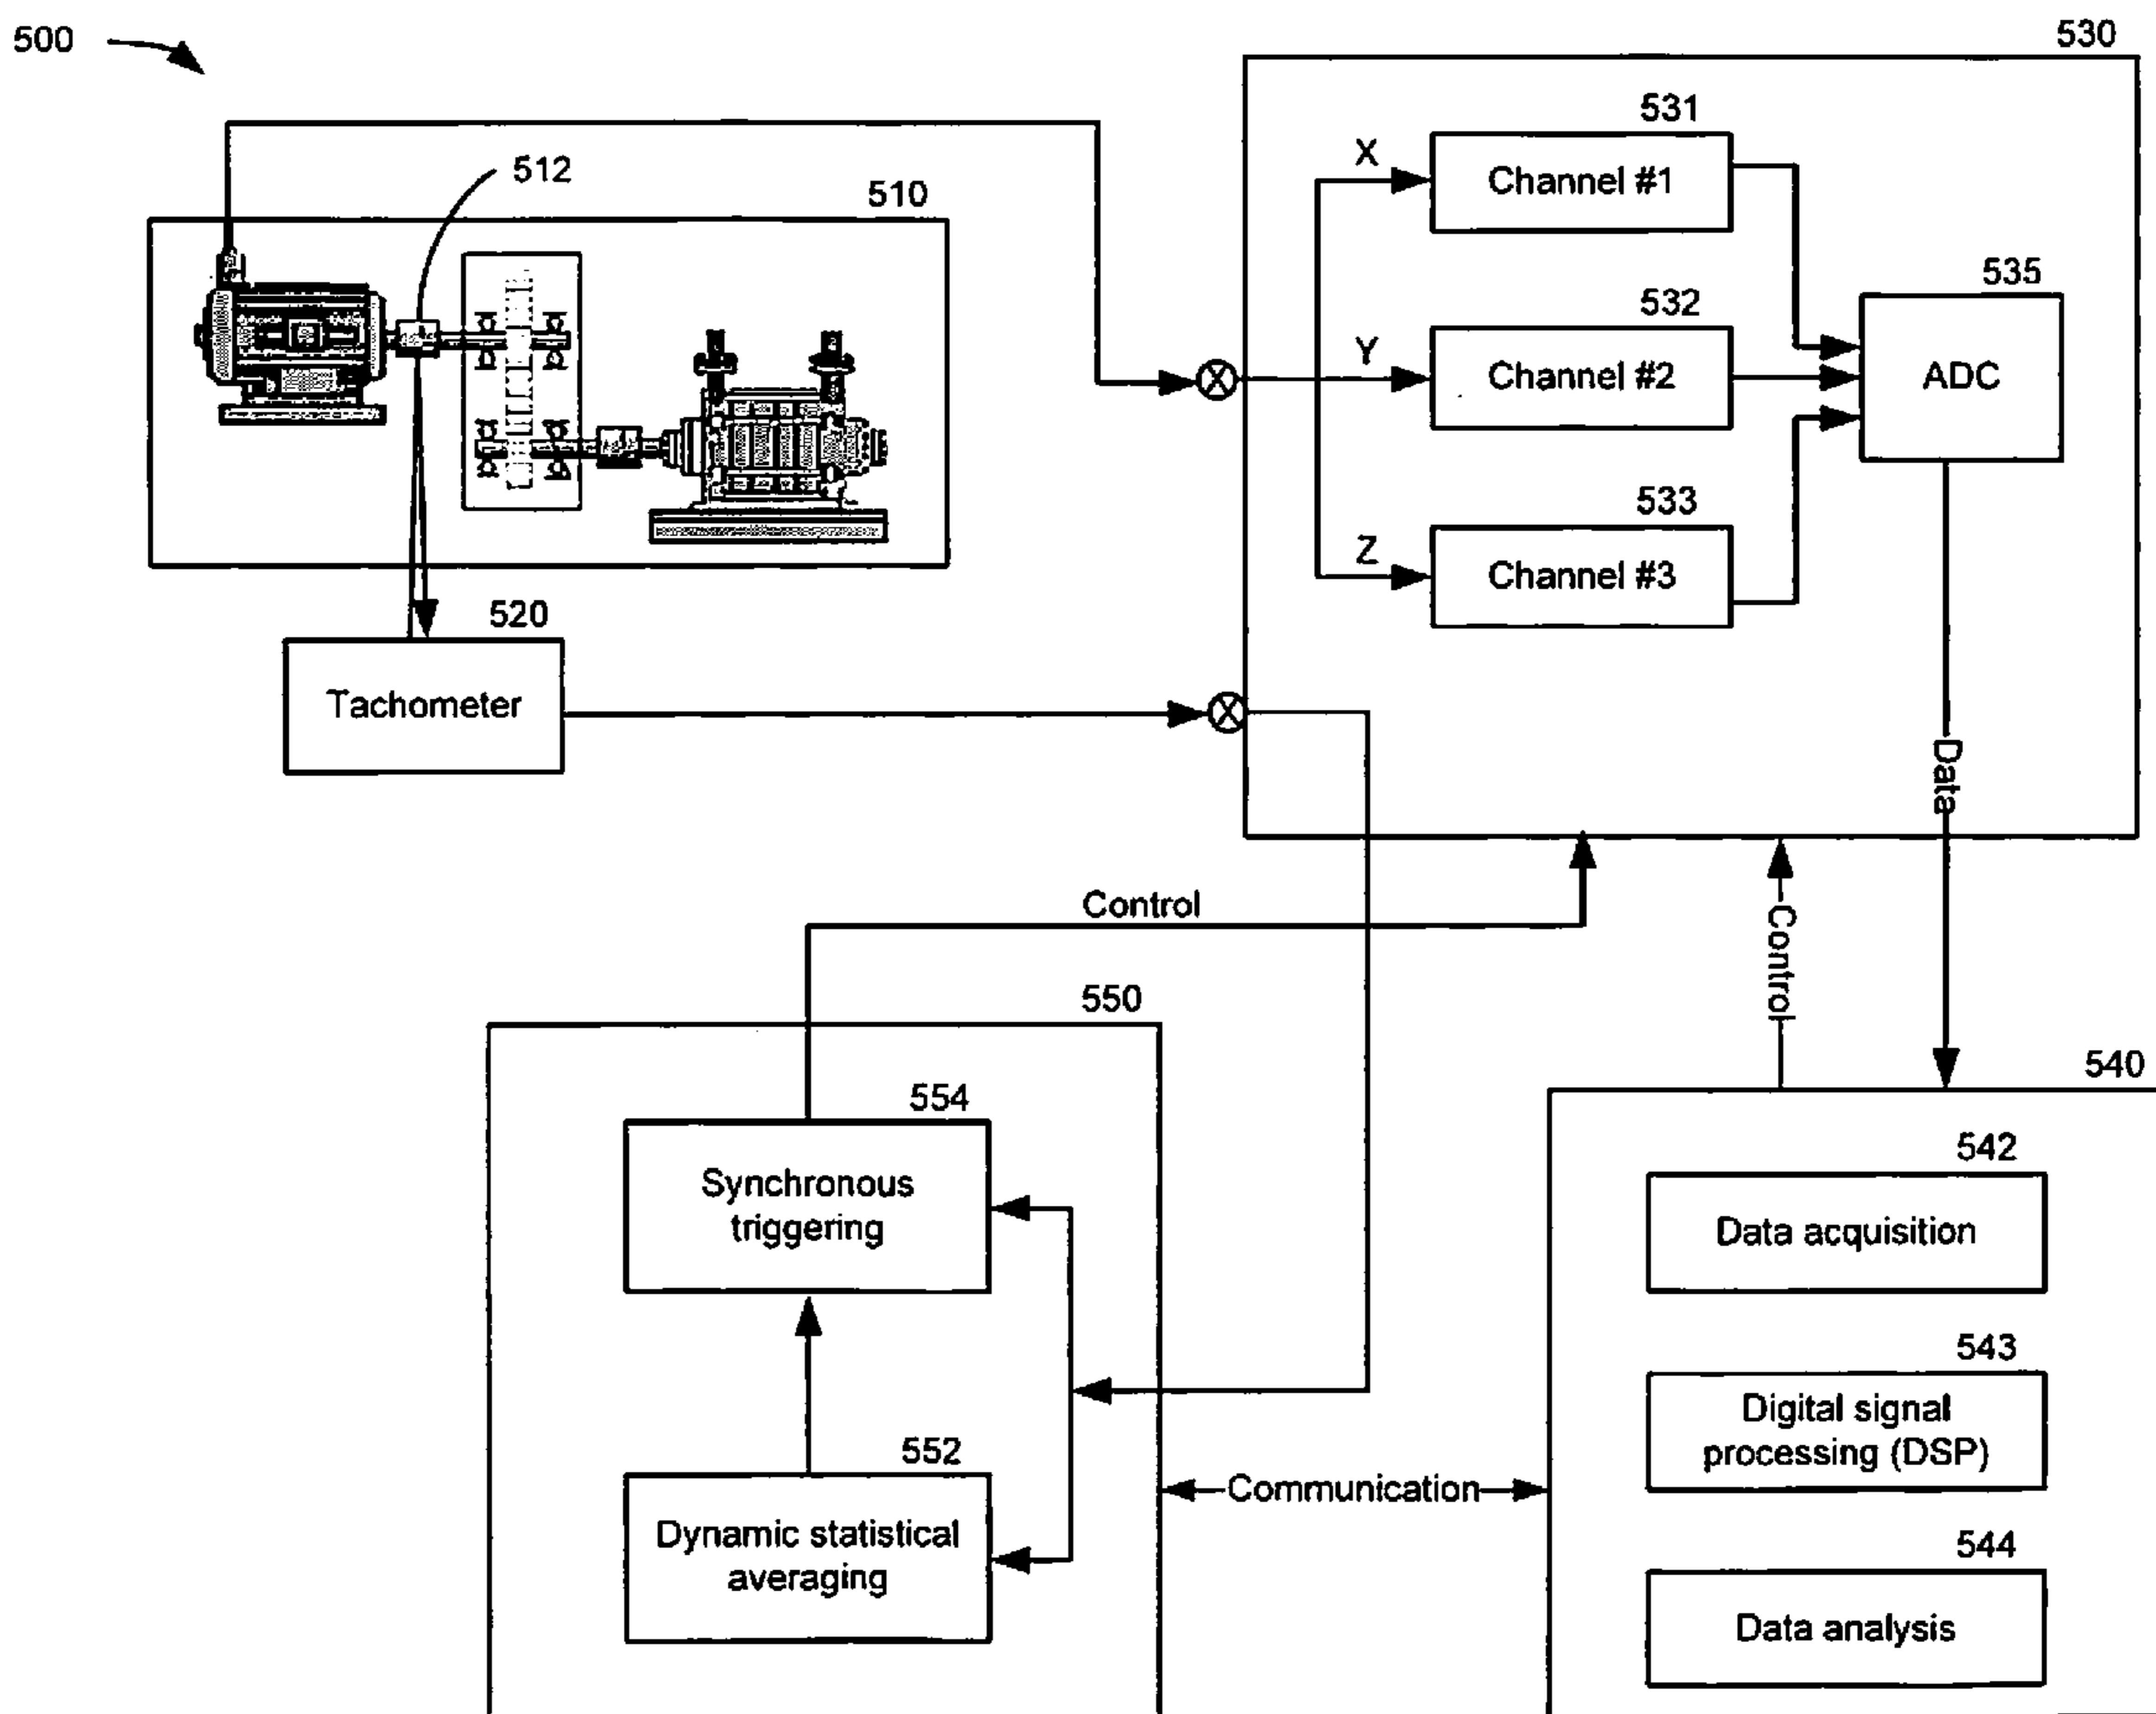 500
530
531
X
Channel #1
512
510
535
532
Y
Channel #2
ADC
533
Z
Channel #3
520
Tachometer
Data
Control
Control
550
540
554
542
Synchronous
triggering
Data acquisition
543
Digital signal
processing (DSP)
552
Communication
Dynamic statistical
averaging
544
Data analysis